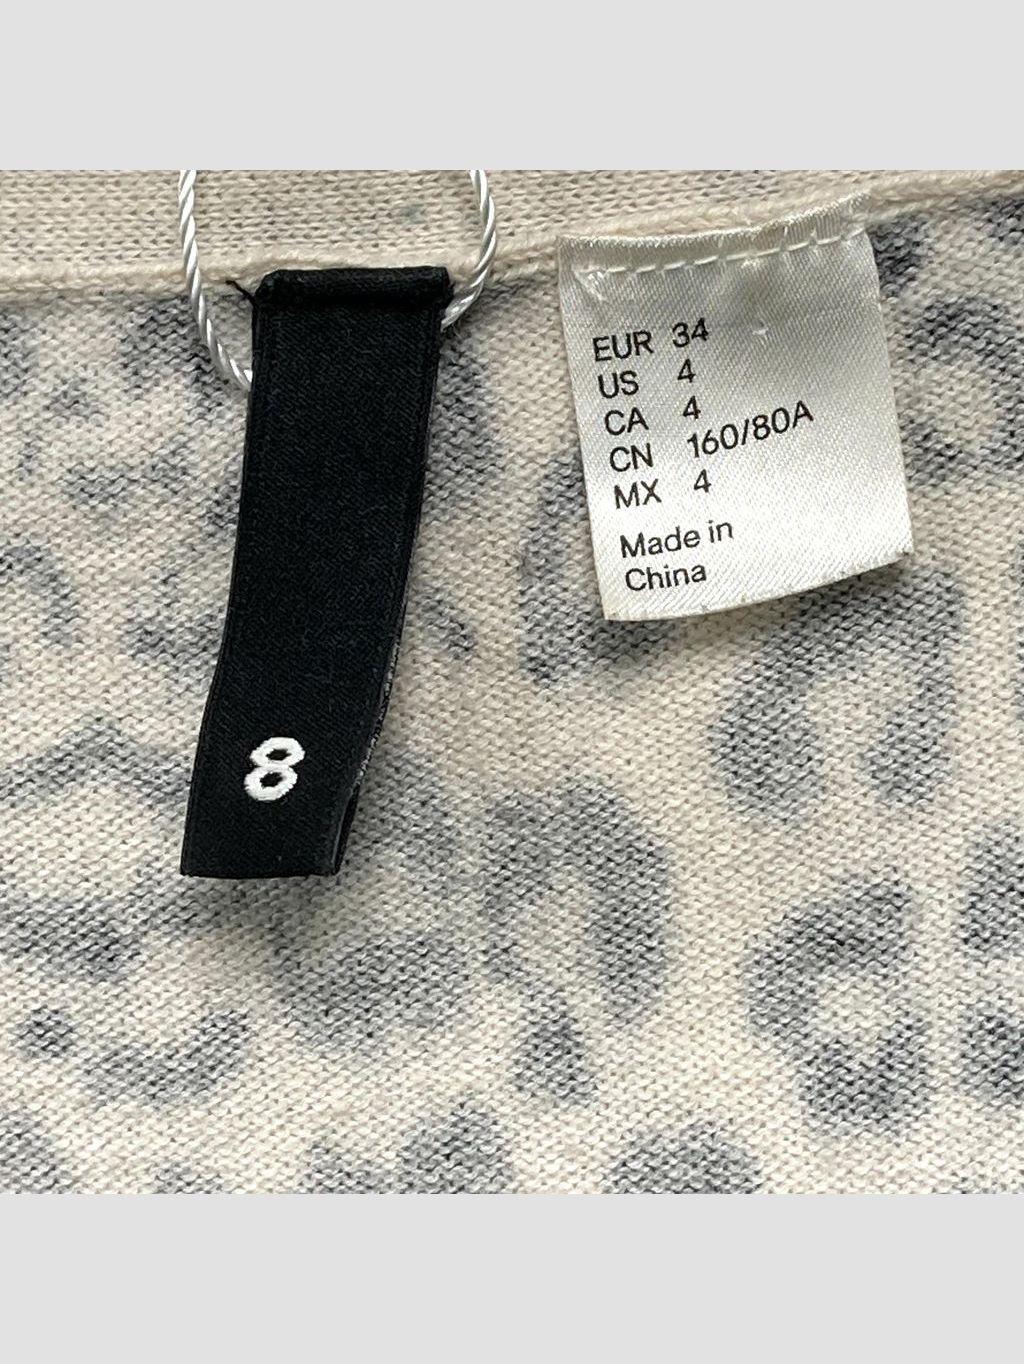 8
EUR 34
US 4
CA 4
CN 160/80A
MX 4
Made in
China